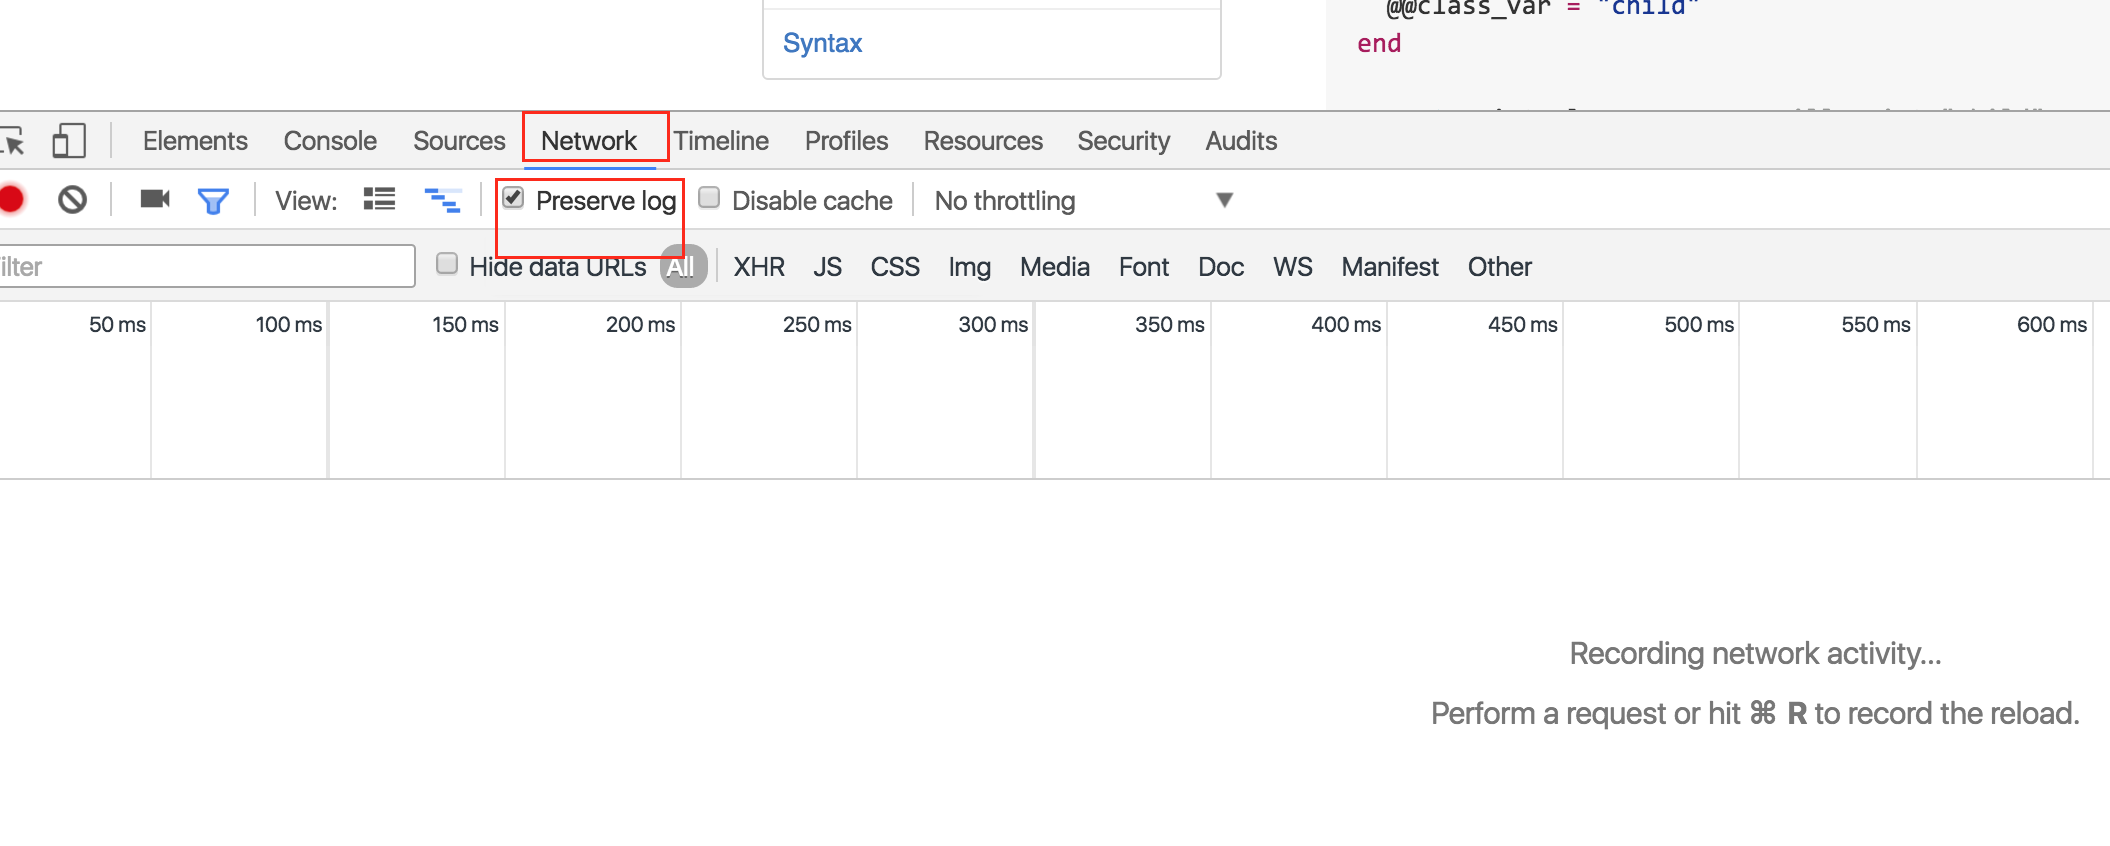 @@class_var = "child"
Syntax
end
Elements Console Sources Network Timeline Profiles Resources Security Audits
View: Preserve log Disable cache No throttling
ilter Hide data URLs All XHR JS CSS Img Media Font Doc WS Manifest Other
50 ms 100 ms 150 ms 200 ms 250 ms 300 ms 350 ms 400 ms 450 ms 500 ms 550 ms 600 ms
Recording network activity...
Perform a request or hit ⌘ R to record the reload.